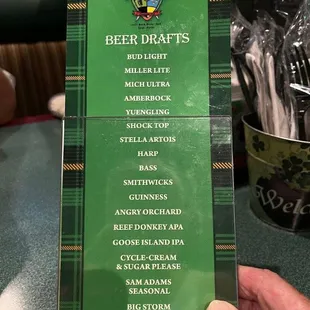 BEER DRAFTS
BUD LIGHT
MILLER LITE
MICH ULTRA
AMBERBOCK
YUENGLING
SHOCK TOP
STELLA ARTOIS
HARP
BASS
SMITHWICKS
GUINNESS
ANGRY ORCHARD
REEF DONKEY APA
GOOSE ISLAND IPA
CYCLE-CREAM
& SUGAR PLEASE
SAM ADAMS
SEASONAL
BIG STORM